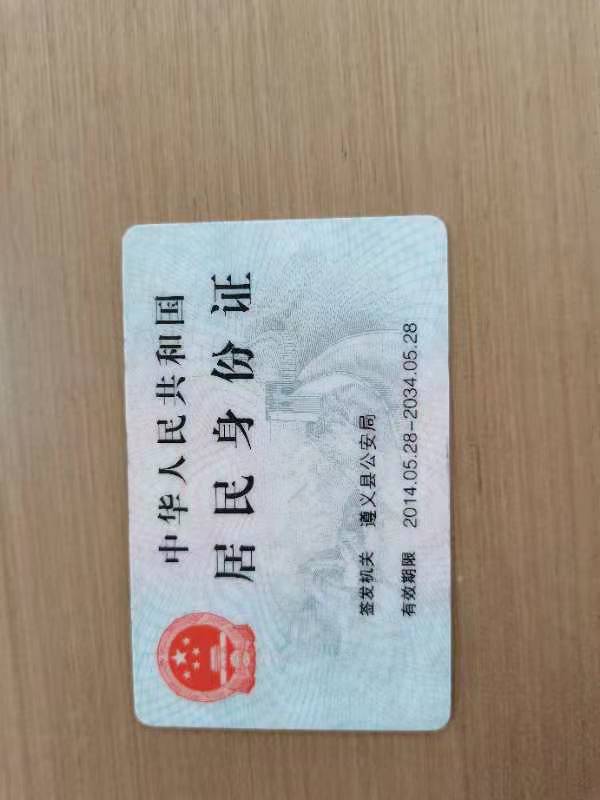 中华人民共和国
居民身份证
签发机关 遵义县公安局
有效期限 2014.05.28-2034.05.28